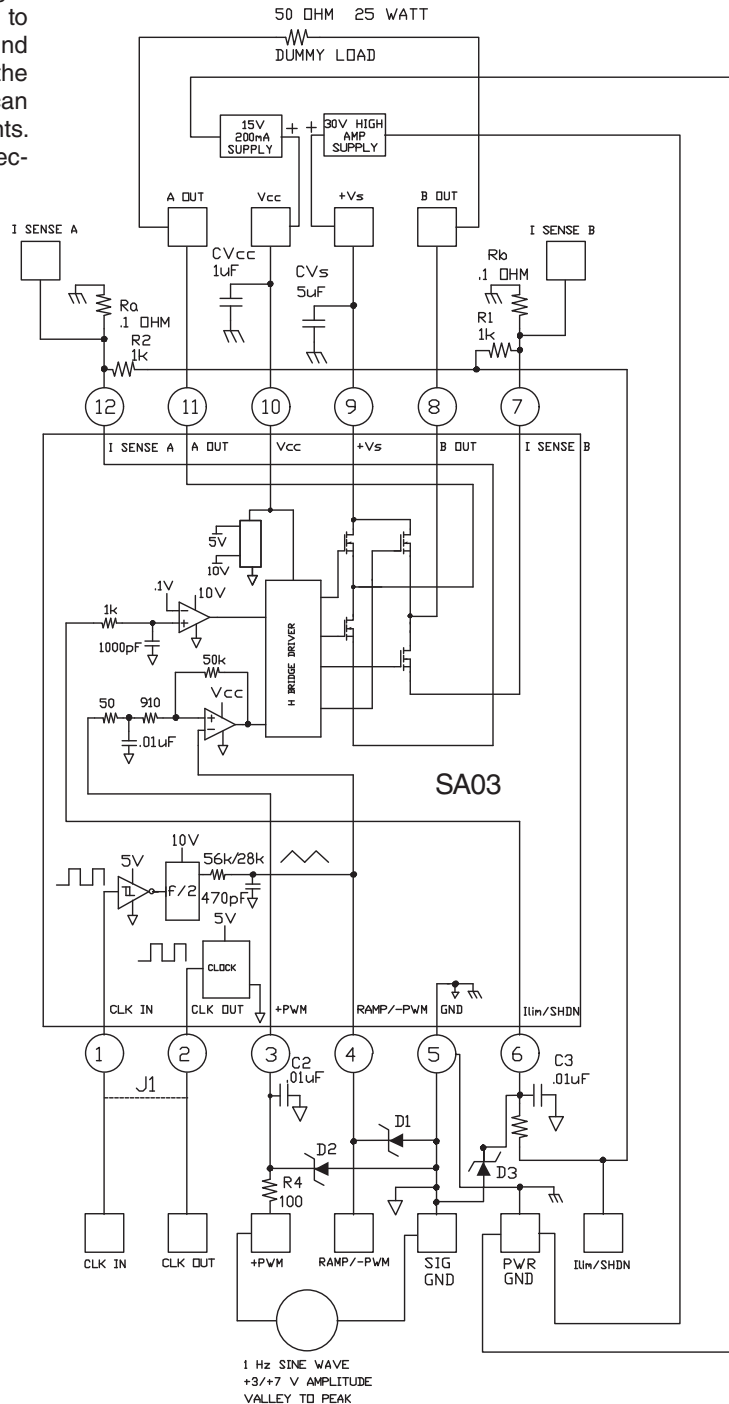 to
nd
the
can
nts.
ec-
50 OHM 25 WATT
DUMMY LOAD
15V
200mA
SUPPLY
+ +
30V HIGH
AMP
SUPPLY
A OUT
Vcc
+Vs
B OUT
I SENSE A
I SENSE B
CVcc
1uF
CVs
5uF
Ra
.1 OHM
R2
1k
Rb
.1 OHM
R1
1k
12
11
10
9
8
7
I SENSE A
A OUT
Vcc
+Vs
B OUT
I SENSE B
5V
10V
.1V
10V
1k
1000pF
H BRIDGE DRIVER
50k
50
910
Vcc
.01uF
+
-
SA03
10V
5V
56k/28k
f/2
470pF
5V
CLOCK
CLK IN
CLK OUT
+PWM
RAMP/-PWM
GND
Ilim/SHDN
1
2
3
4
5
6
J1
C2
.01uF
C3
.01uF
D1
D2
D3
R4
100
CLK IN
CLK OUT
+PWM
RAMP/-PWM
SIG
GND
PWR
GND
Ilim/SHDN
1 Hz SINE WAVE
+3/+7 V AMPLITUDE
VALLEY TO PEAK